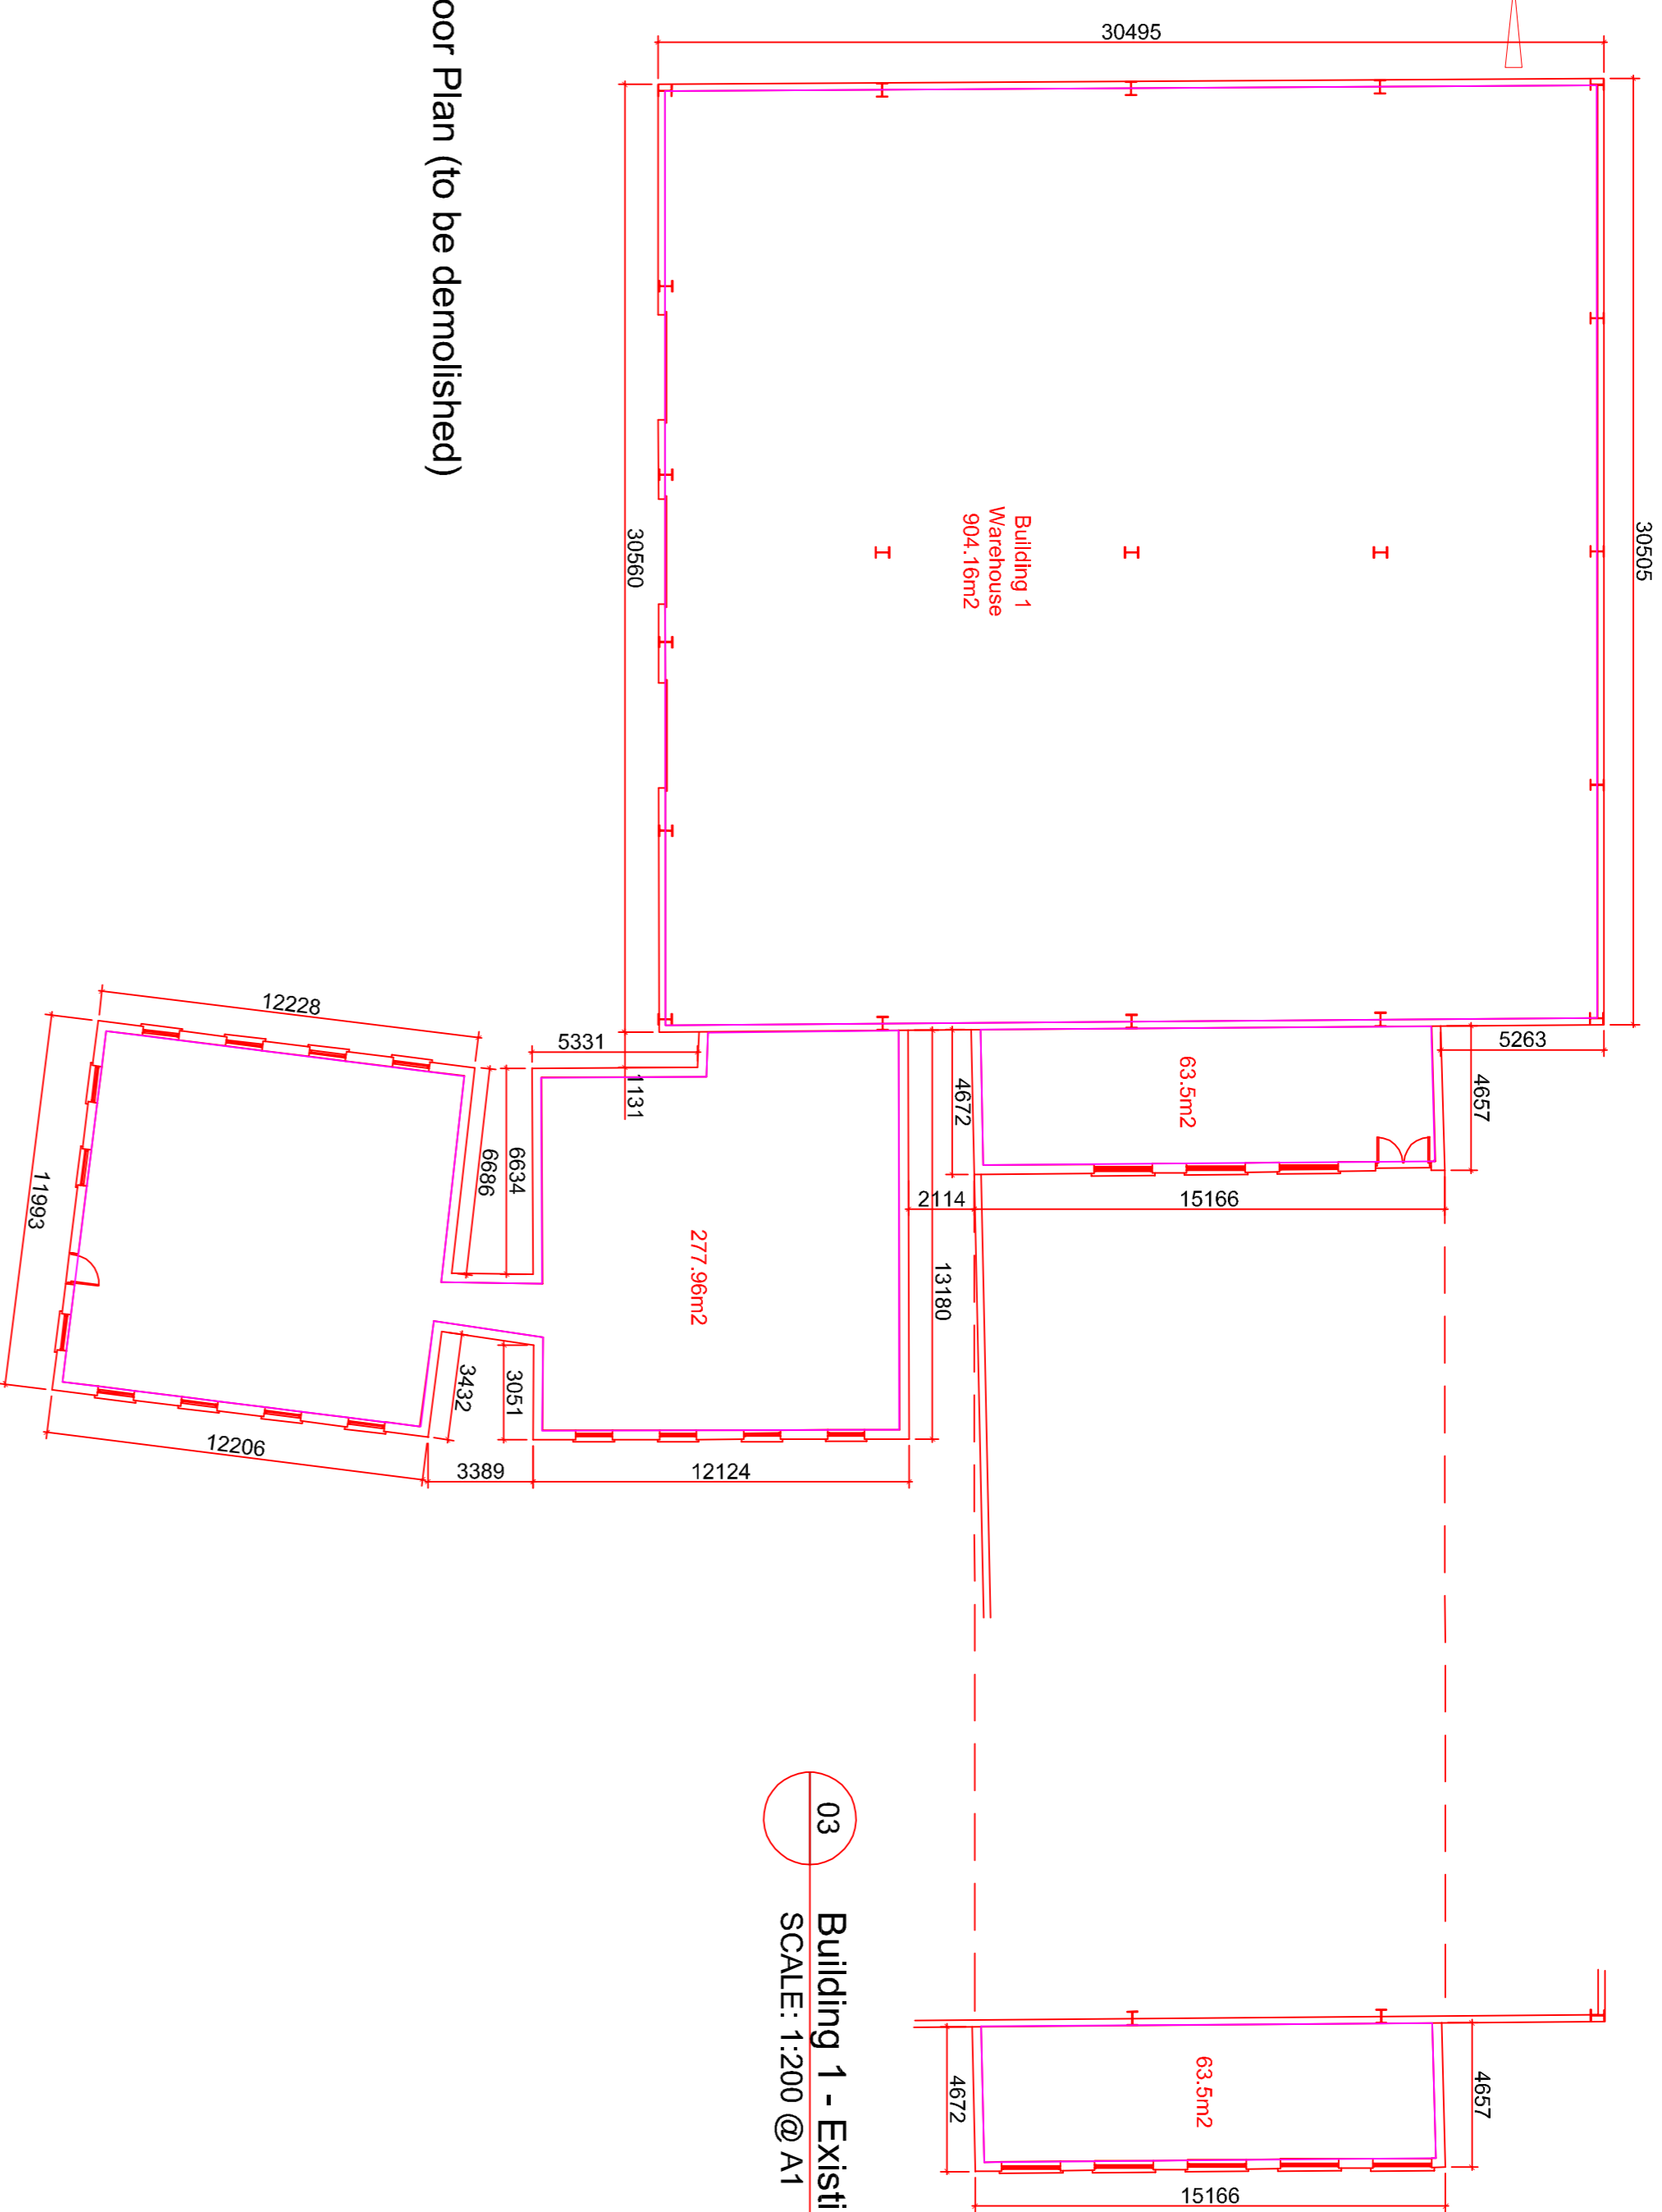 oor Plan (to be demolished)
30495
30505
30560
Building 1
Warehouse
904.16m2
5263
4657
63.5m2
4672
15166
2114
13180
5331
1131
277.96m2
6634
6686
12228
11993
3432
3051
12206
3389
12124
03
Building 1 - Existi
SCALE: 1:200 @ A1
4657
63.5m2
4672
15166